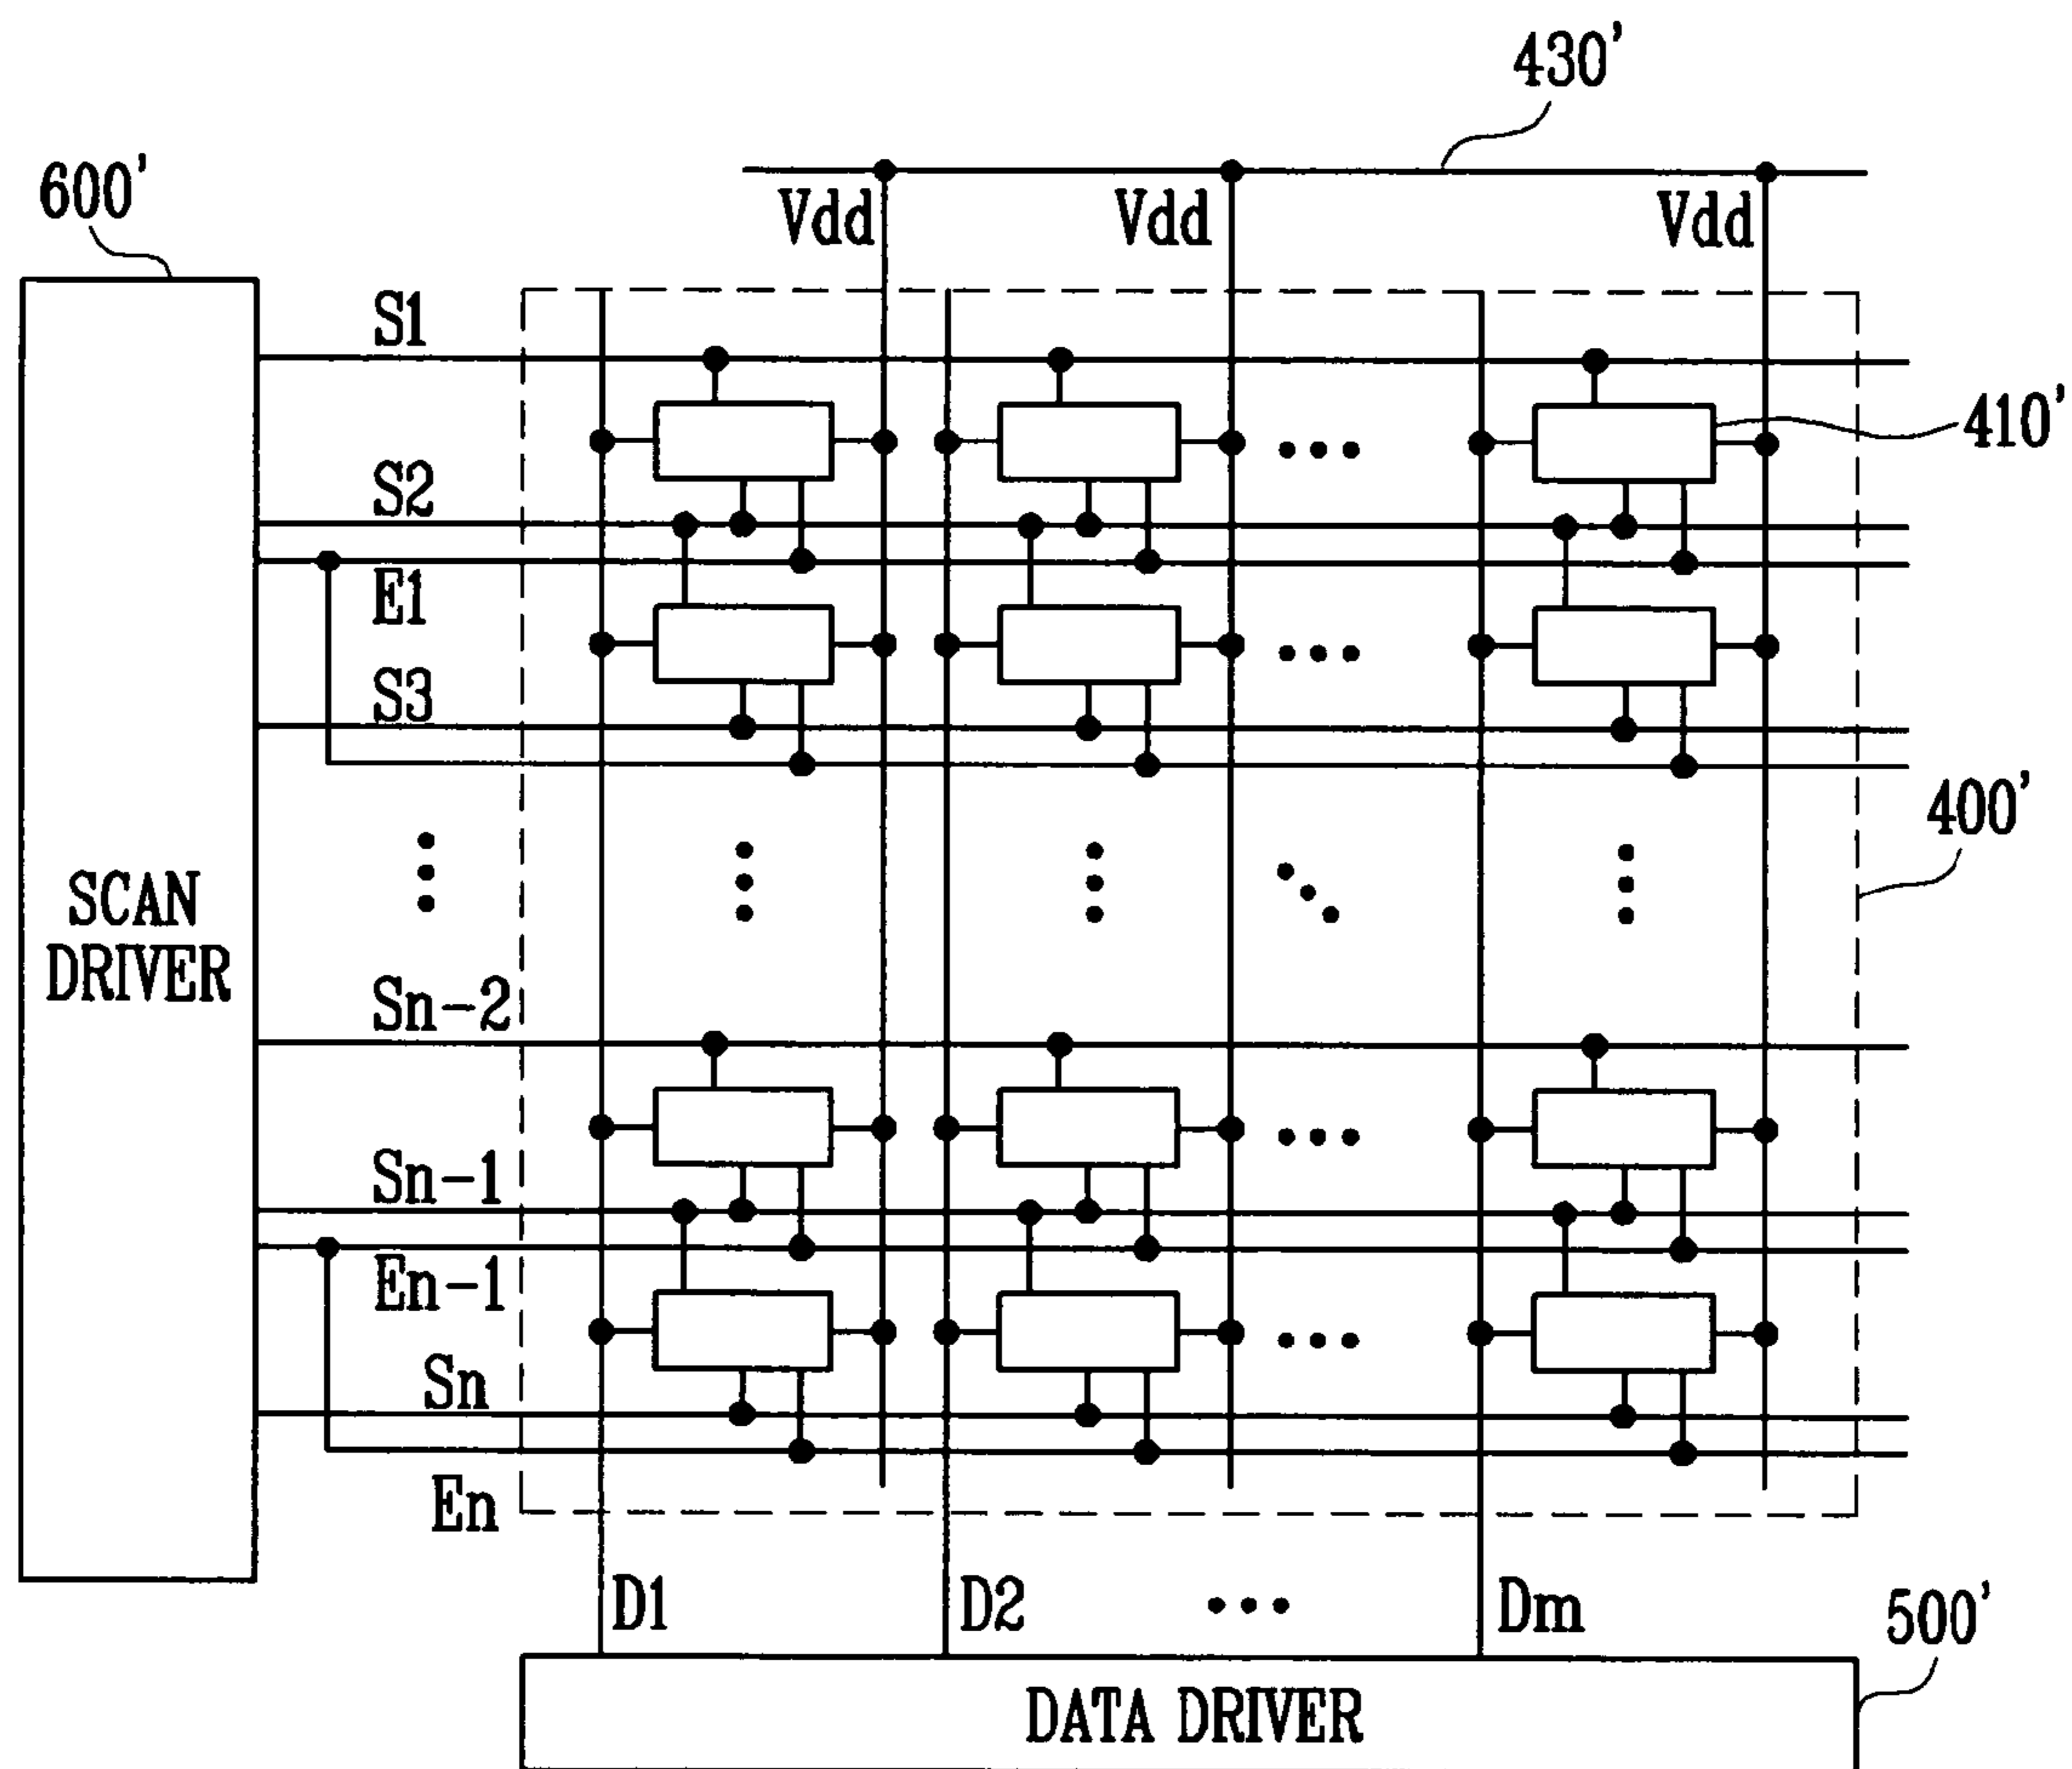 430'
600'
Vdd Vdd Vdd
S1
410'
S2
E1
S3
400'
SCAN
DRIVER
Sn-2
Sn-1
En-1
Sn
En
D1 D2 ... Dm
500'
DATA DRIVER